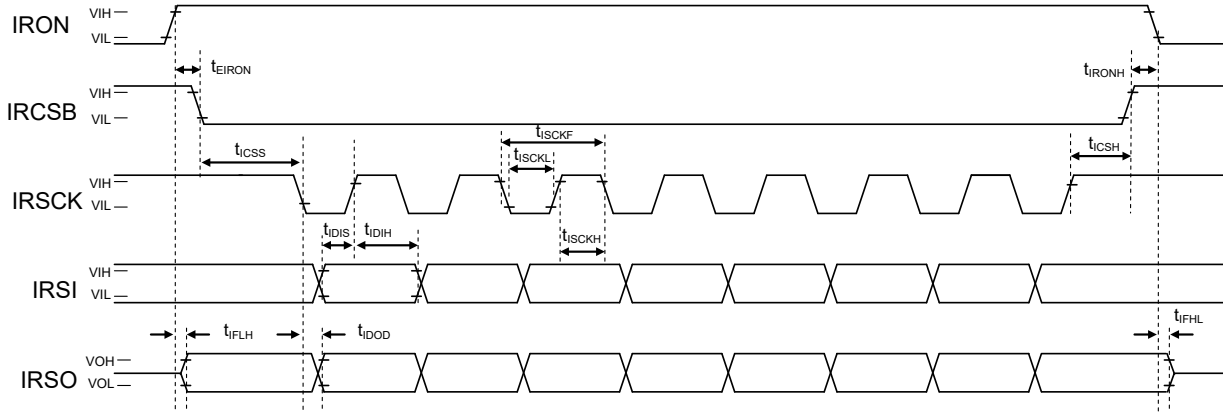 IRON
VIH
VIL
tEIRON
tIRONH
IRCSB
VIH
VIL
tICSS
tISCKF
tISCKL
tICSH
IRSCK
VIH
VIL
tIDIS
tIDIH
tISCKH
IRSI
VIH
VIL
tIFLH
tIDOD
tIFHL
IRSO
VOH
VOL